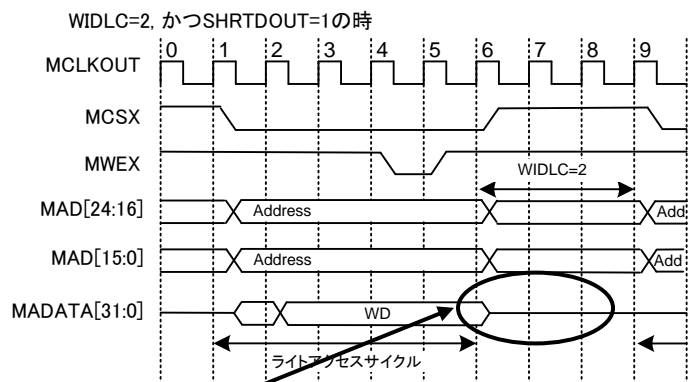 WIDLC=2, かつSHRTDOUT=1の時
0 1 2 3 4 5 6 7 8 9
MCLKOUT
MCSX
MWEX
WIDLC=2
MAD[24:16] Address Add
MAD[15:0] Address Add
MADATA[31:0] WD
ライトアクセスサイクル